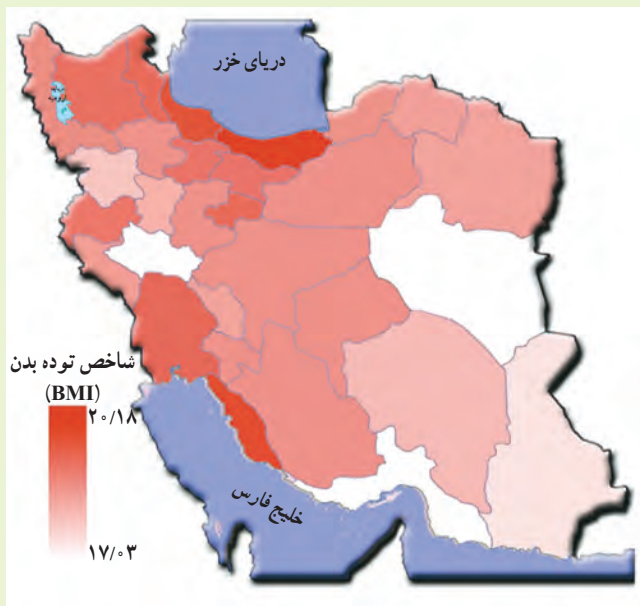 دریای خزر
شاخص توده بدن
(BMI)
۲۰/۱۸
۱۷/۰۳
خلیج فارس